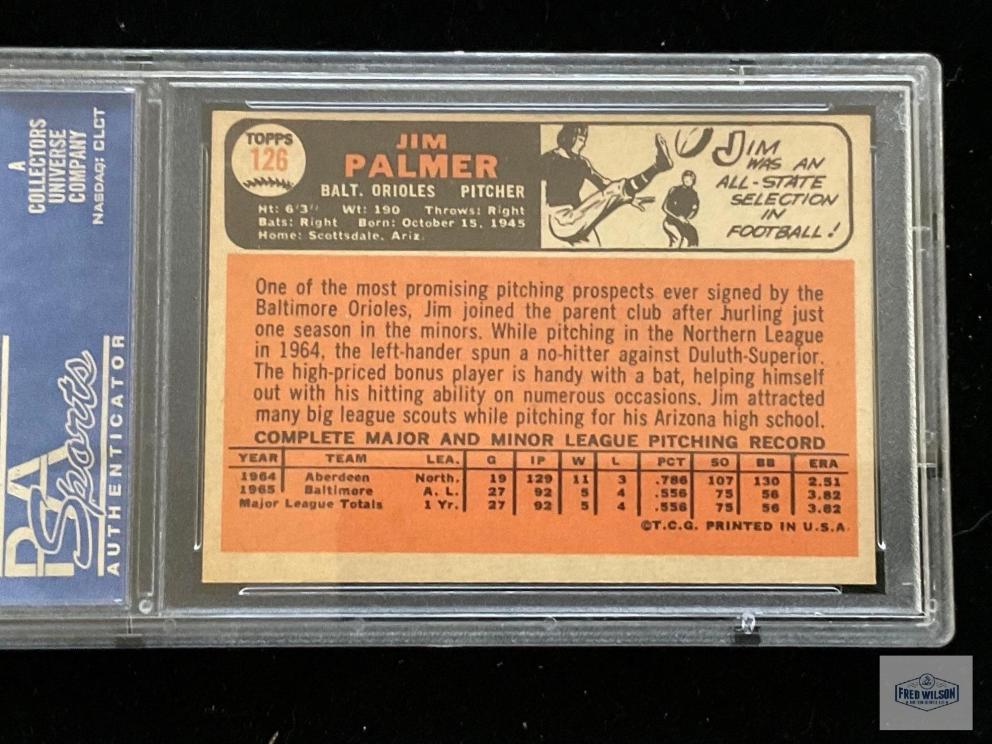 A
COLLECTORS
UNIVERSE
COMPANY
NASDAQ: CLCT
PSA
Sports
AUTHENTICATOR
TOPPS
126
JIM
PALMER
BALT. ORIOLES PITCHER
Ht: 6'3" Wt: 190 Throws: Right
Bats: Right Born: October 15, 1945
Home: Scottsdale, Ariz.
JIM
WAS AN
ALL-STATE
SELECTION
IN
FOOTBALL!
One of the most promising pitching prospects ever signed by the
Baltimore Orioles, Jim joined the parent club after hurling just
one season in the minors. While pitching in the Northern League
in 1964, the left-hander spun a no-hitter against Duluth-Superior.
The high-priced bonus player is handy with a bat, helping himself
out with his hitting ability on numerous occasions. Jim attracted
many big league scouts while pitching for his Arizona high school.
COMPLETE MAJOR AND MINOR LEAGUE PITCHING RECORD
YEAR TEAM LEA. G IP W L PCT SO BB ERA
1964 Aberdeen North. 19 129 11 3 .786 107 130 2.51
1965 Baltimore A. L. 27 92 5 4 .556 75 56 3.82
Major League Totals 1 Yr. 27 92 5 4 .556 75 56 3.82
©T.C.G. PRINTED IN U.S.A.
FRED WILSON